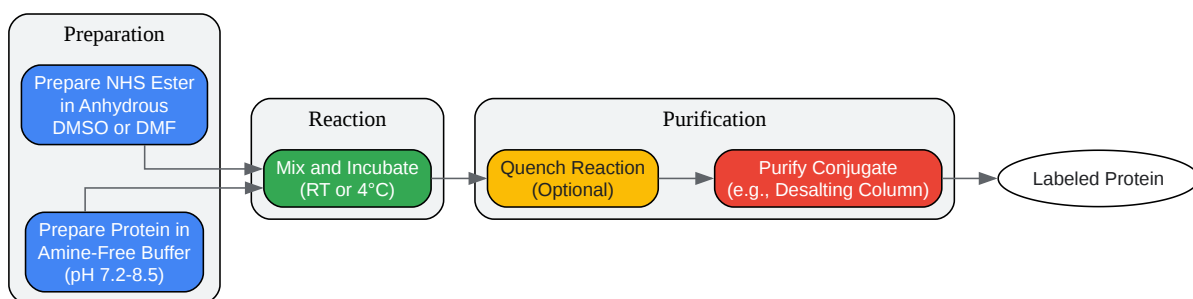 Preparation
Prepare NHS Ester
in Anhydrous
DMSO or DMF
Prepare Protein in
Amine-Free Buffer
(pH 7.2-8.5)
Reaction
Mix and Incubate
(RT or 4°C)
Purification
Quench Reaction
(Optional)
Purify Conjugate
(e.g., Desalting Column)
Labeled Protein